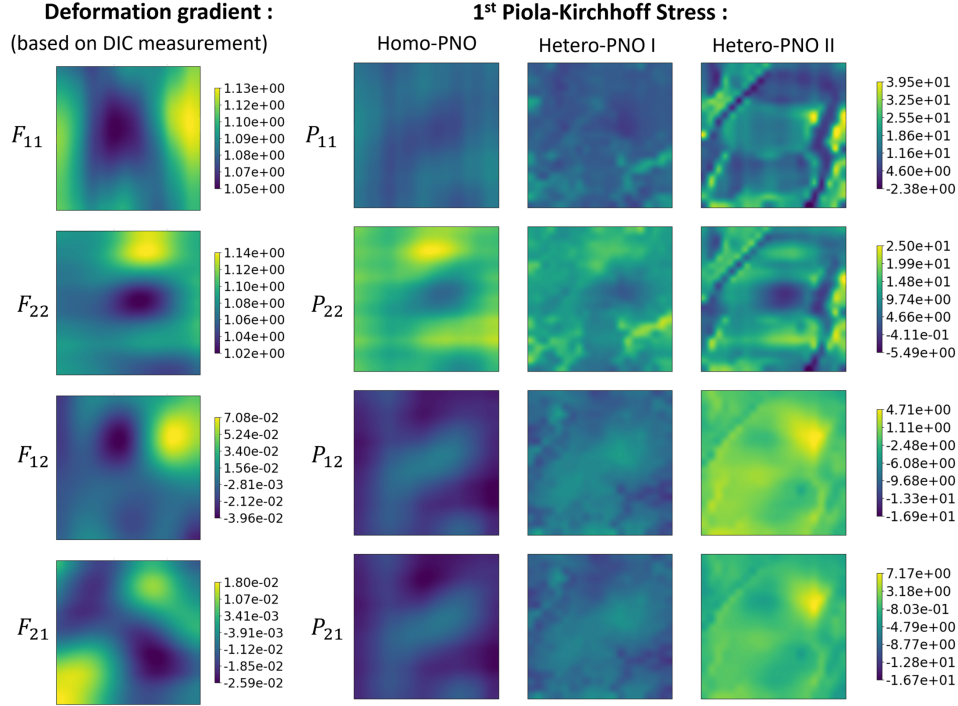 Deformation gradient :
(based on DIC measurement)
1st Piola-Kirchhoff Stress :
Homo-PNO
Hetero-PNO I
Hetero-PNO II
F11
1.13e+00
1.12e+00
1.10e+00
1.09e+00
1.08e+00
1.07e+00
1.05e+00
P11
3.95e+01
3.25e+01
2.55e+01
1.86e+01
1.16e+01
4.60e+00
-2.38e+00
F22
1.14e+00
1.12e+00
1.10e+00
1.08e+00
1.06e+00
1.04e+00
1.02e+00
P22
2.50e+01
1.99e+01
1.48e+01
9.74e+00
4.66e+00
-4.11e-01
-5.49e+00
F12
7.08e-02
5.24e-02
3.40e-02
1.56e-02
-2.81e-03
-2.12e-02
-3.96e-02
P12
4.71e+00
1.11e+00
-2.48e+00
-6.08e+00
-9.68e+00
-1.33e+01
-1.69e+01
F21
1.80e-02
1.07e-02
3.41e-03
-3.91e-03
-1.12e-02
-1.85e-02
-2.59e-02
P21
7.17e+00
3.18e+00
-8.03e-01
-4.79e+00
-8.77e+00
-1.28e+01
-1.67e+01